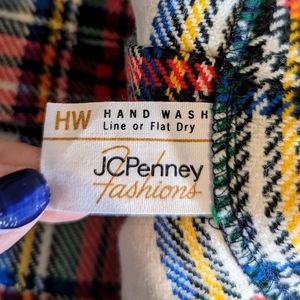 HW HAND WASH
Line or Flat Dry
JCPenney
Fashions